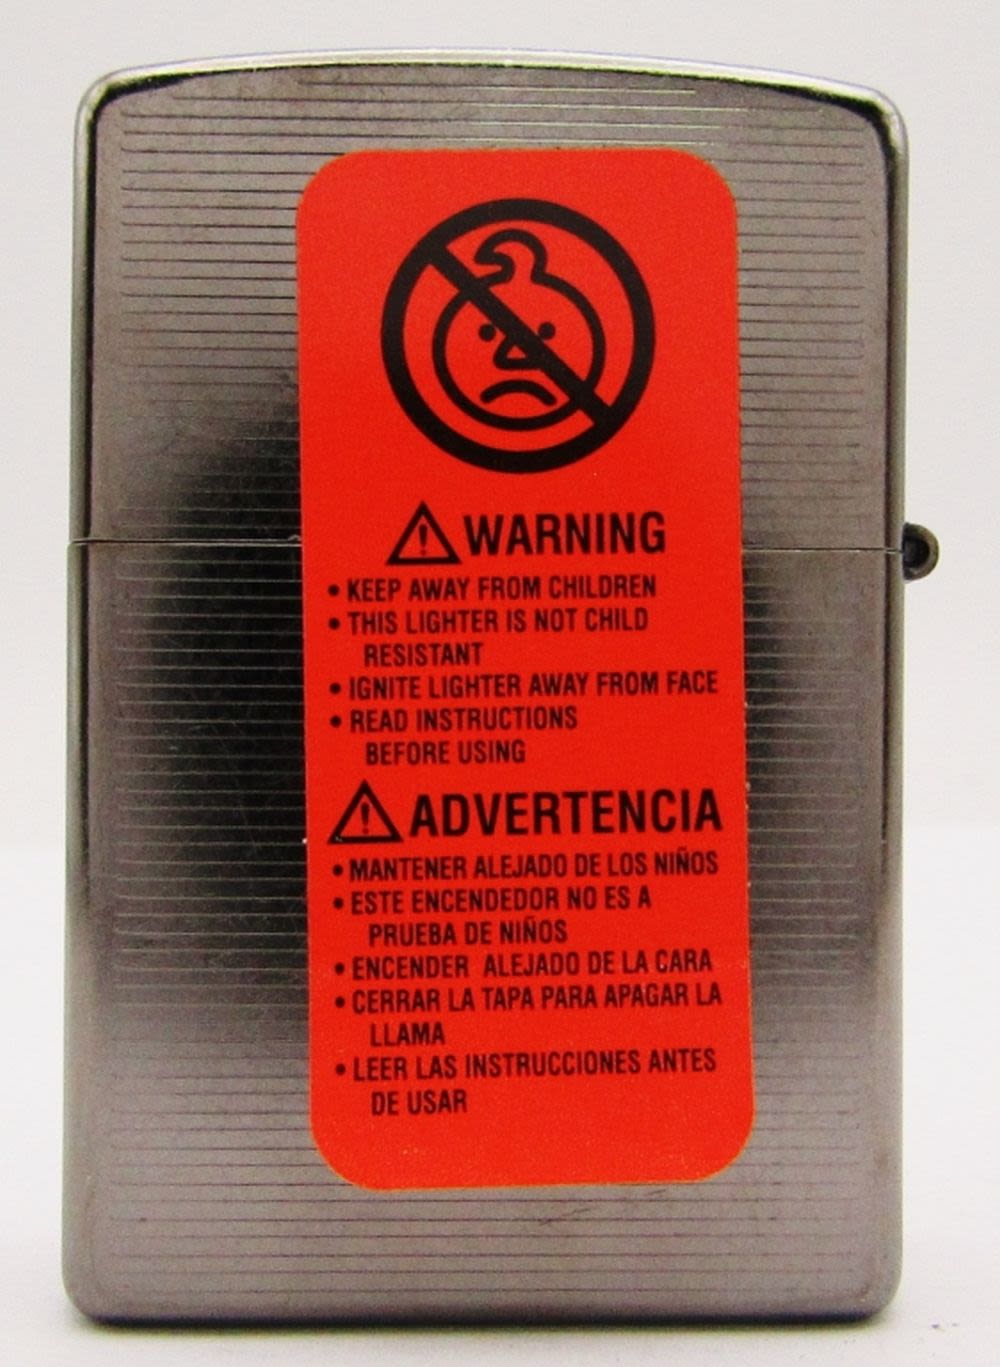 WARNING
• KEEP AWAY FROM CHILDREN
• THIS LIGHTER IS NOT CHILD
RESISTANT
• IGNITE LIGHTER AWAY FROM FACE
• READ INSTRUCTIONS
BEFORE USING
ADVERTENCIA
• MANTENER ALEJADO DE LOS NIÑOS
• ESTE ENCENDEDOR NO ES A
PRUEBA DE NIÑOS
• ENCENDER ALEJADO DE LA CARA
• CERRAR LA TAPA PARA APAGAR LA
LLAMA
• LEER LAS INSTRUCCIONES ANTES
DE USAR